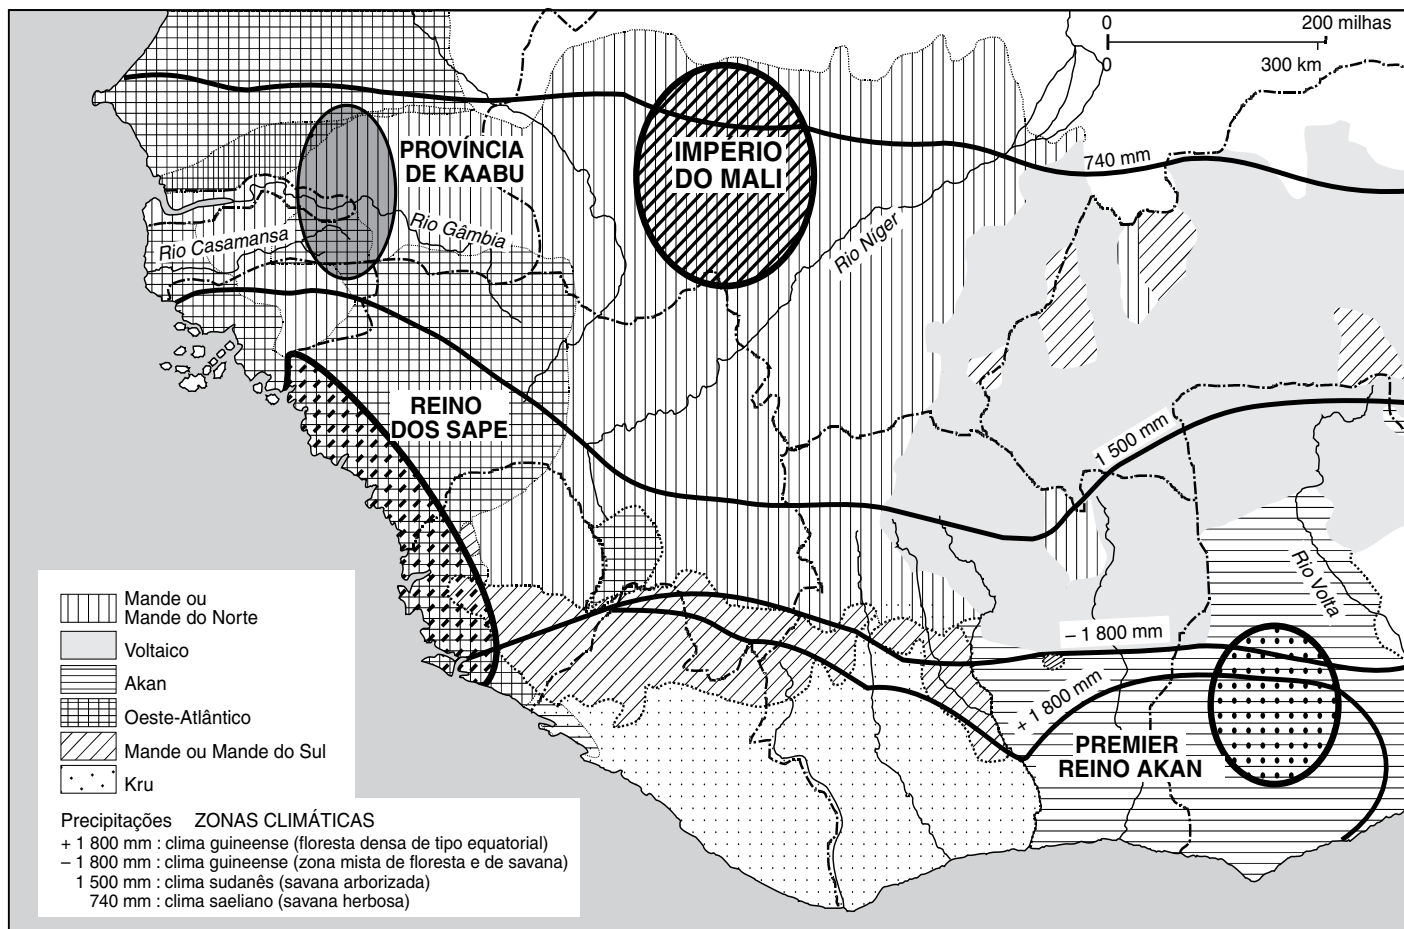 0 200 milhas
0 300 km
PROVÍNCIA
DE KAABU
IMPÉRIO
DO MALI
740 mm
Rio Casamansa
Rio Gâmbia
Rio Níger
REINO
DOS SAPE
1 500 mm
Rio Volta
– 1 800 mm
+ 1 800 mm
PREMIER
REINO AKAN
Mande ou
Mande do Norte
Voltaico
Akan
Oeste-Atlântico
Mande ou Mande do Sul
Kru
Precipitações ZONAS CLIMÁTICAS
+ 1 800 mm : clima guineense (floresta densa de tipo equatorial)
– 1 800 mm : clima guineense (zona mista de floresta e de savana)
1 500 mm : clima sudanês (savana arborizada)
740 mm : clima saeliano (savana herbosa)